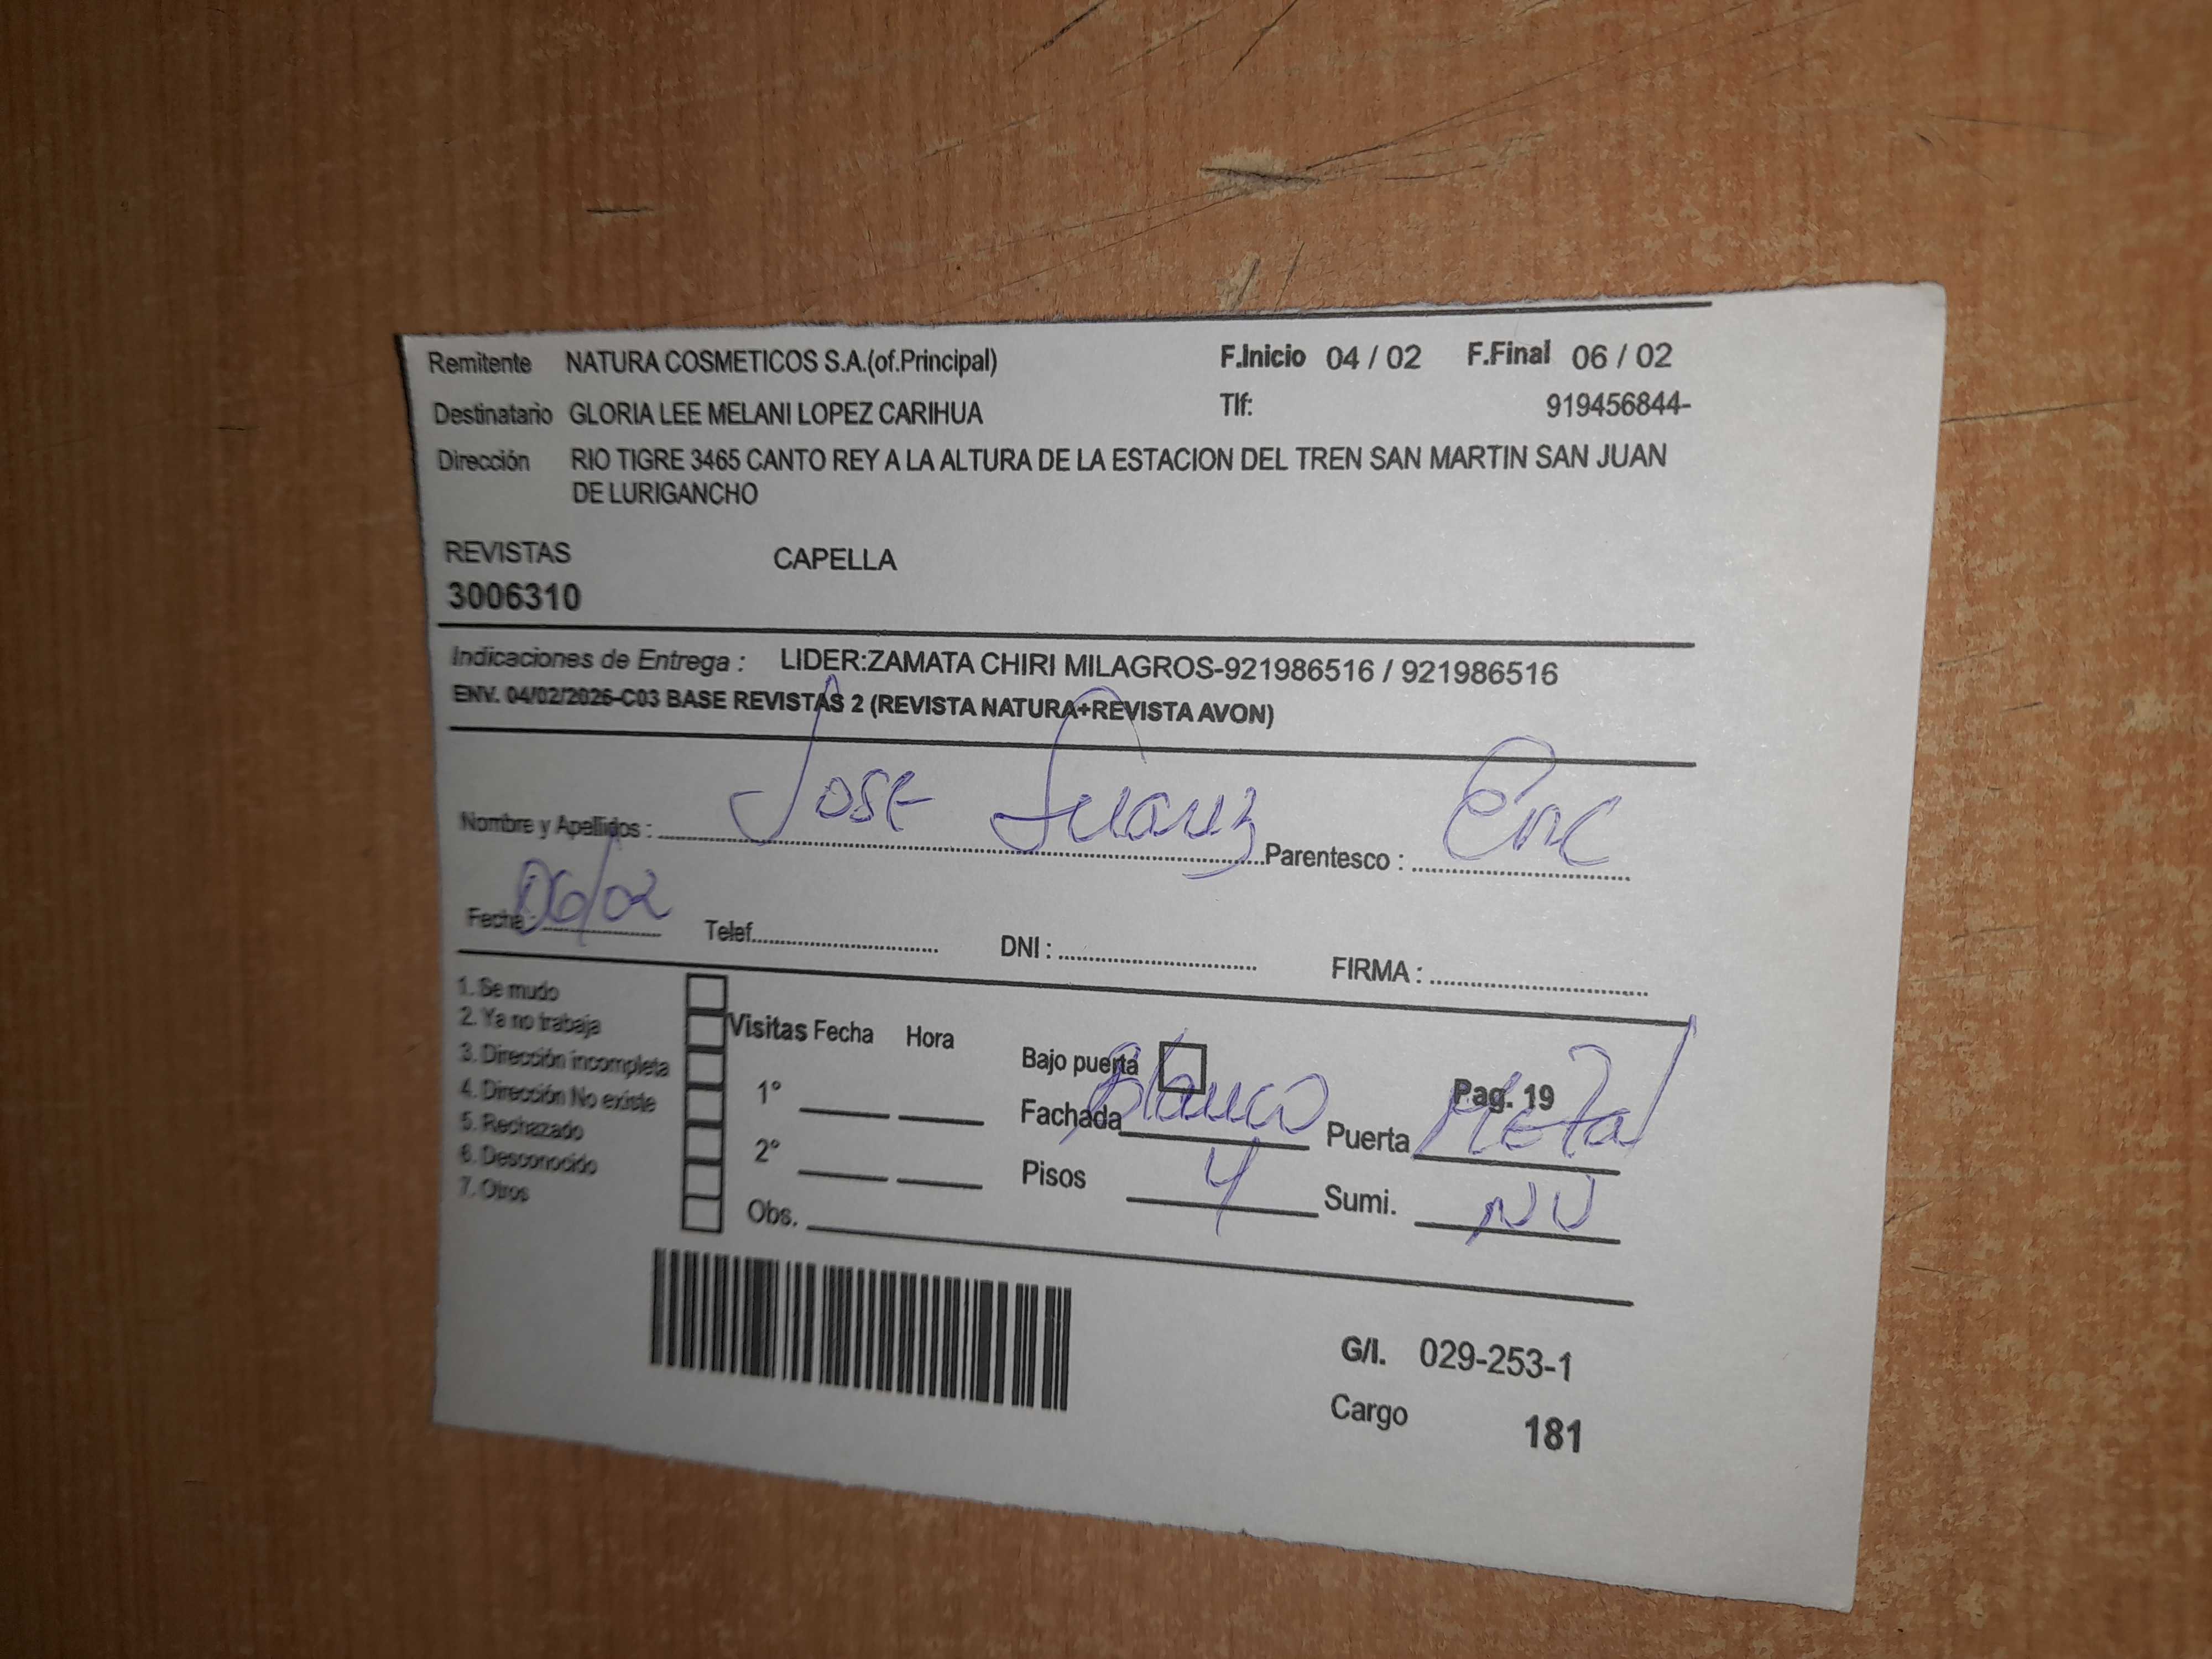 Remitente NATURA COSMETICOS S.A.(of.Principal) F.Inicio 04 / 02 F.Final 06 / 02
Destinatario GLORIA LEE MELANI LOPEZ CARIHUA Tlf: 919456844-
Dirección RIO TIGRE 3465 CANTO REY A LA ALTURA DE LA ESTACION DEL TREN SAN MARTIN SAN JUAN
DE LURIGANCHO
REVISTAS CAPELLA
3006310
Indicaciones de Entrega : LIDER:ZAMATA CHIRI MILAGROS-921986516 / 921986516
ENV. 04/02/2026-C03 BASE REVISTAS 2 (REVISTA NATURA+REVISTA AVON)
Nombre y Apellidos : Jose Suarez Parentesco : Enc
Fecha : 06/02 Telef. DNI : FIRMA :
1. Se mudo
2. Ya no trabaja
3. Dirección incompleta
4. Dirección No existe
5. Rechazado
6. Desconocido
7. Otros
Visitas Fecha Hora
1°
2°
Obs.
Bajo puerta Pag. 19
Fachada Blanco Puerta Metal
Pisos 4 Sumi. NV
G/I. 029-253-1
Cargo 181